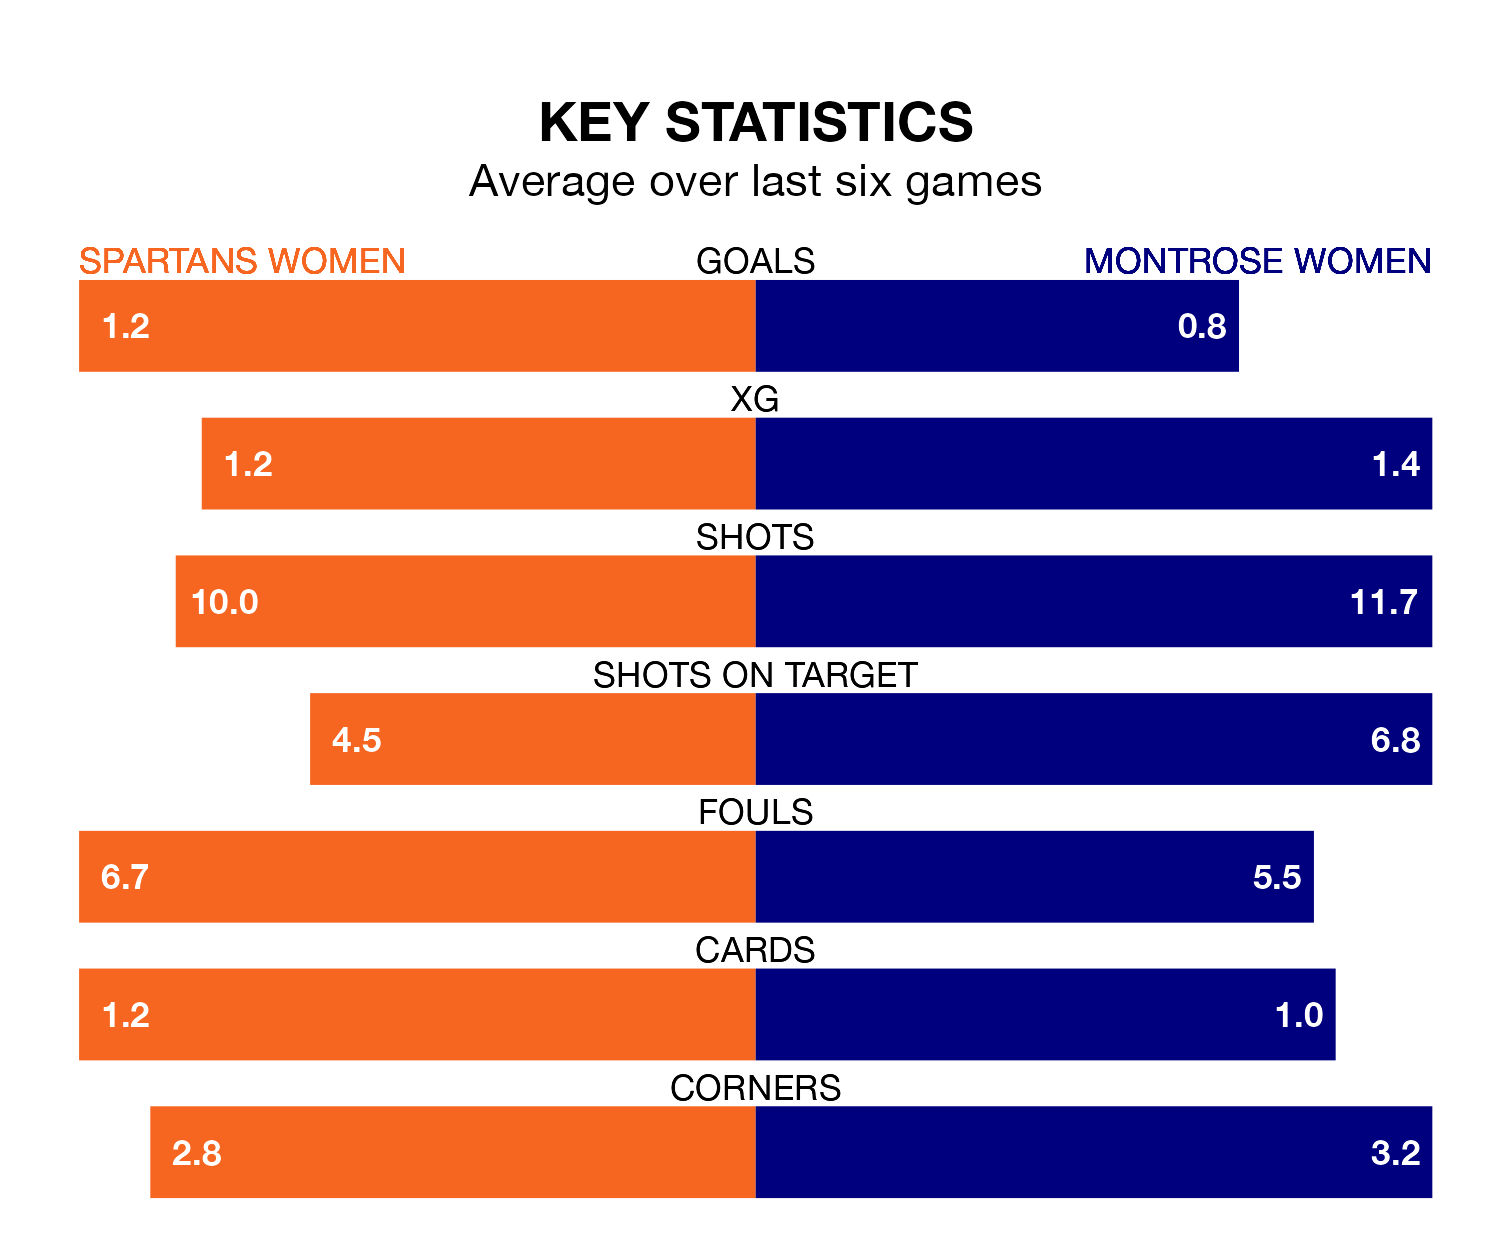 KEY STATISTICS
Average over last six games
SPARTANS WOMEN GOALS MONTROSE WOMEN
1.2 0.8
XG
1.2 1.4
SHOTS
10.0 11.7
SHOTS ON TARGET
4.5 6.8
FOULS
6.7 5.5
CARDS
1.2 1.0
CORNERS
2.8 3.2